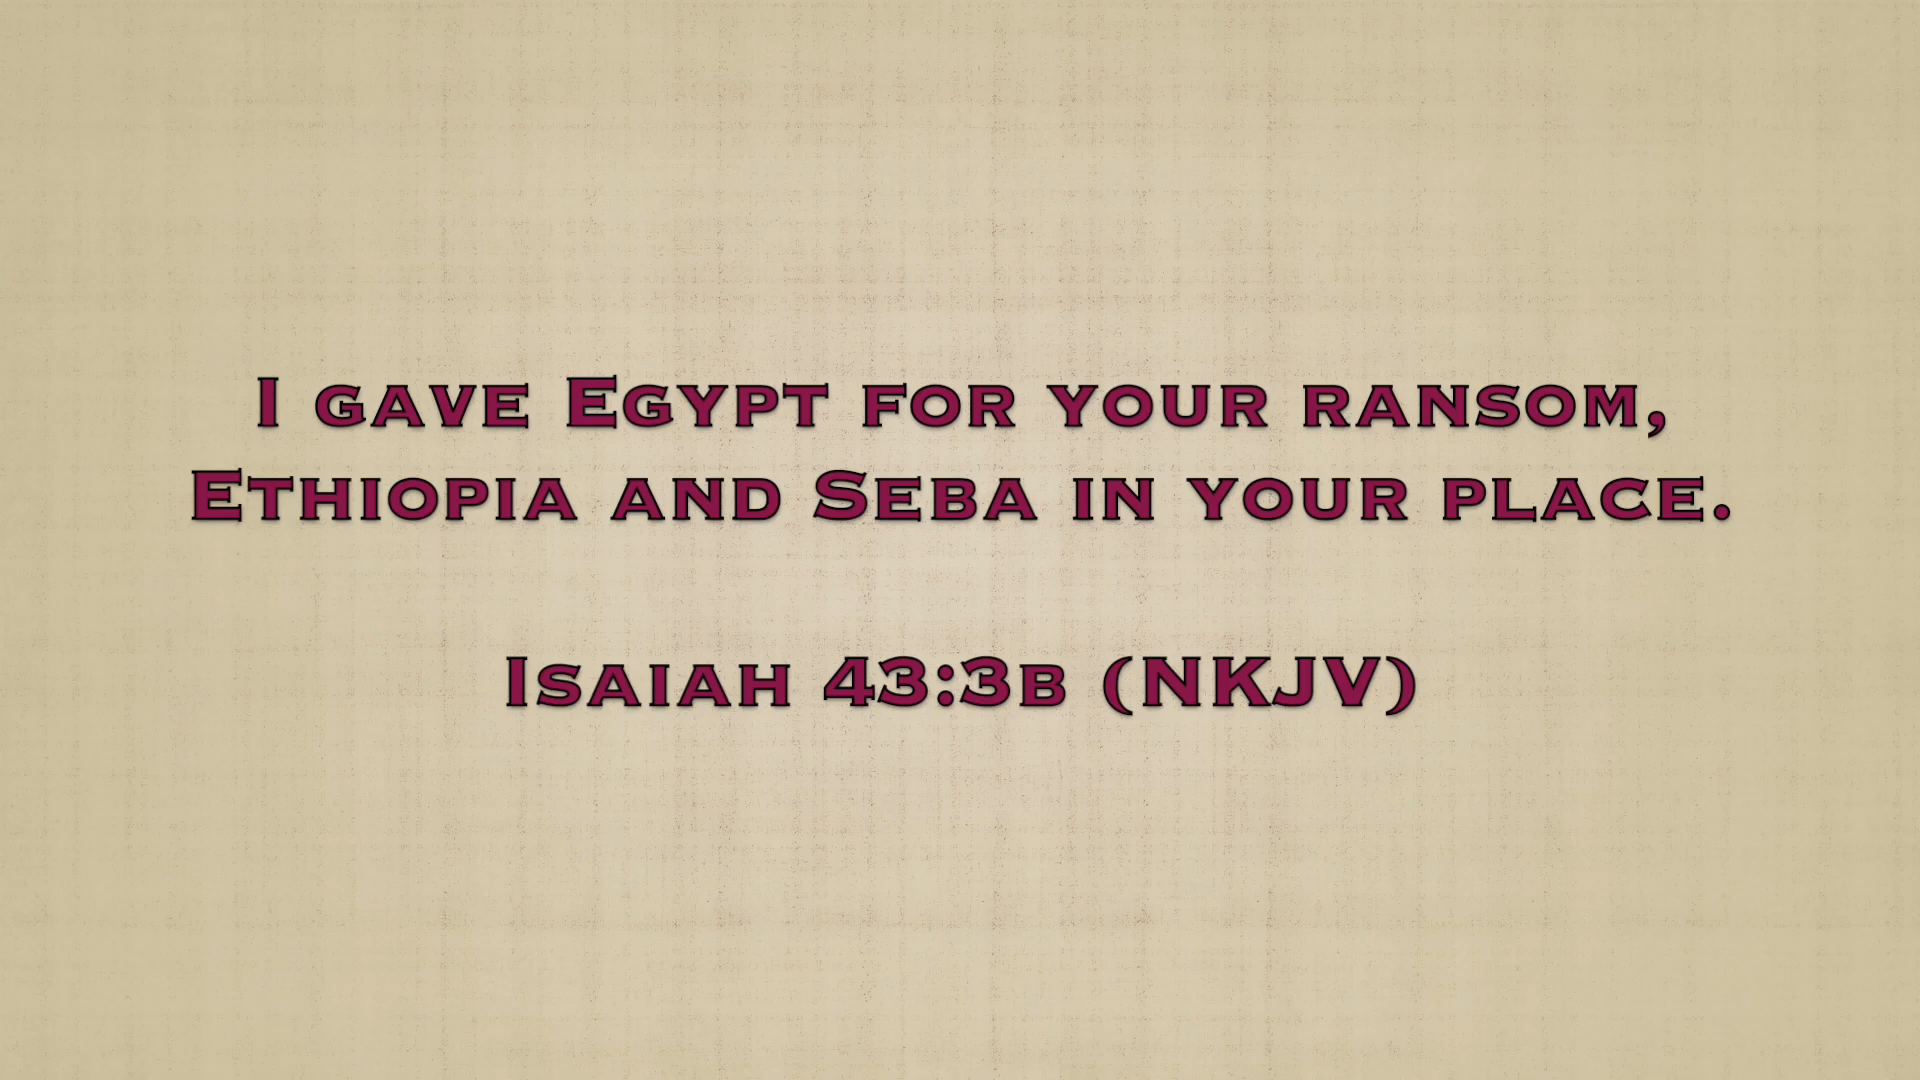 I gave Egypt for your ransom,
Ethiopia and Seba in your place.
Isaiah 43:3b (NKJV)